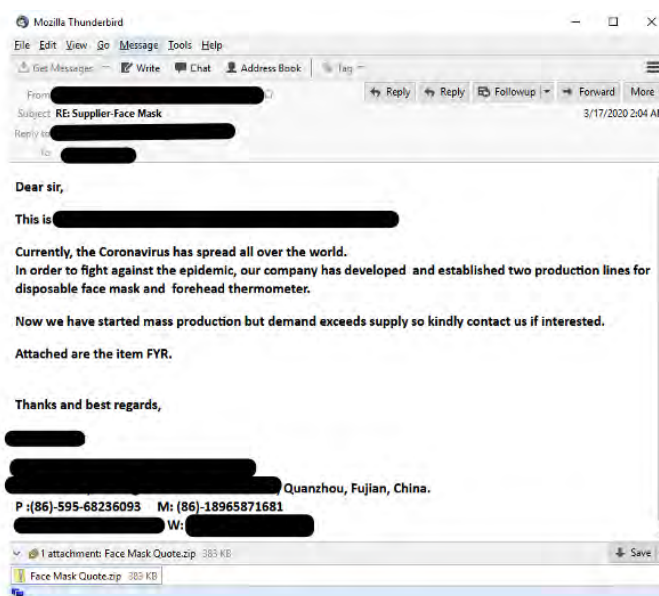 Mozilla Thunderbird
File Edit View Go Message Tools Help
Get Messages Write Chat Address Book Tag
From Reply Reply Followup Forward More
Subject RE: Supplier-Face Mask 3/17/2020 2:04 AM
Reply to
To
Dear sir,
This is
Currently, the Coronavirus has spread all over the world.
In order to fight against the epidemic, our company has developed and established two production lines for
disposable face mask and forehead thermometer.
Now we have started mass production but demand exceeds supply so kindly contact us if interested.
Attached are the item FYR.
Thanks and best regards,
, Quanzhou, Fujian, China.
P :(86)-595-68236093 M: (86)-18965871681
W:
1 attachment: Face Mask Quote.zip 383 KB Save
Face Mask Quote.zip 383 KB